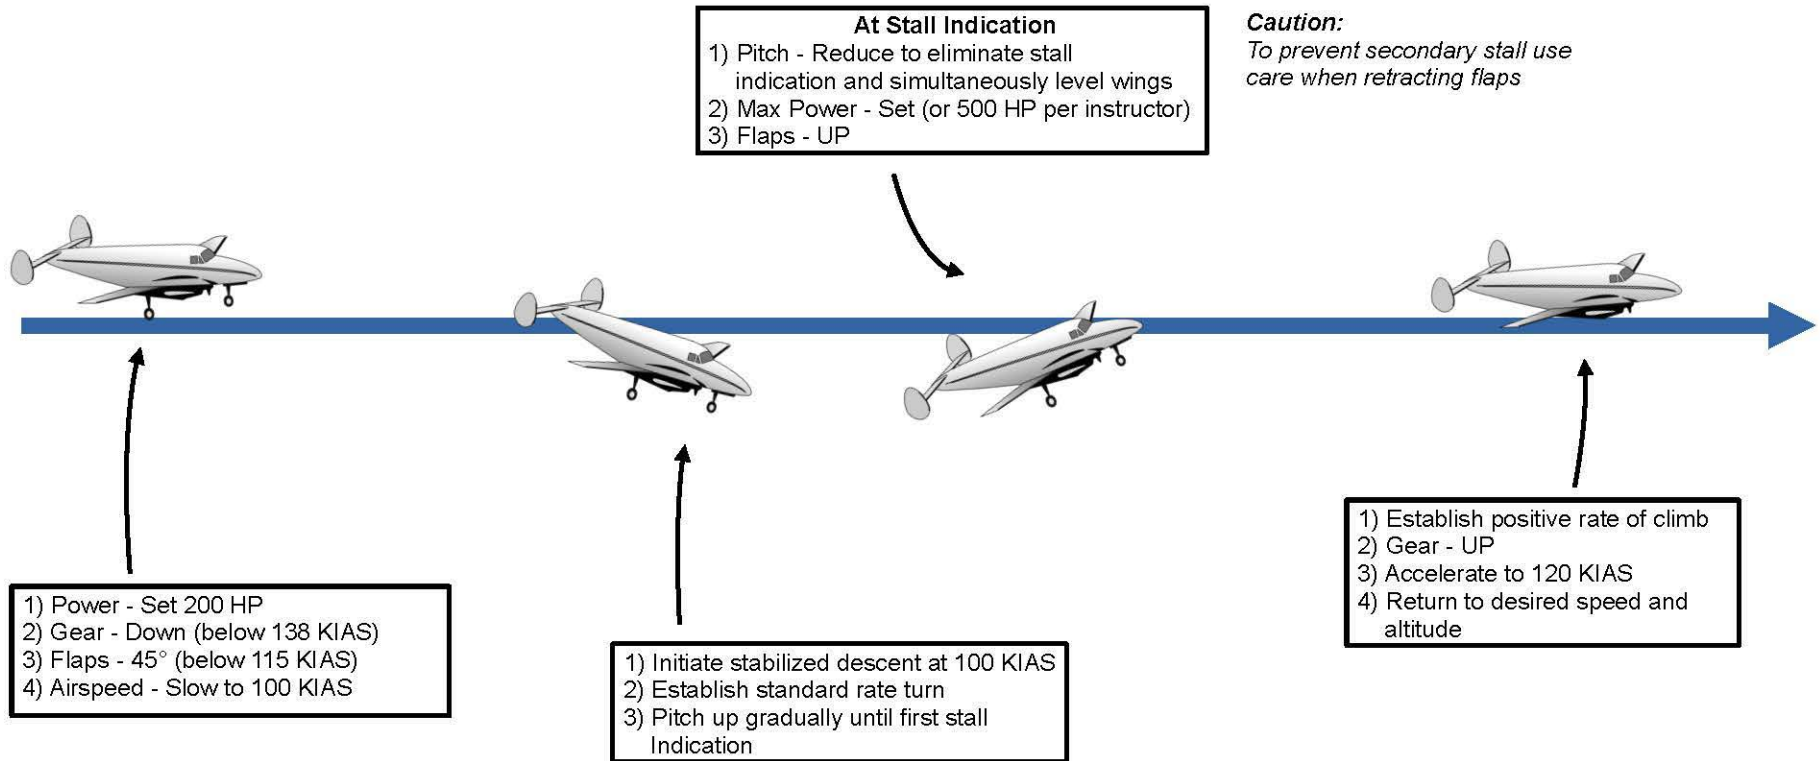 At Stall Indication
1) Pitch - Reduce to eliminate stall
indication and simultaneously level wings
2) Max Power - Set (or 500 HP per instructor)
3) Flaps - UP
Caution:
To prevent secondary stall use
care when retracting flaps
1) Power - Set 200 HP
2) Gear - Down (below 138 KIAS)
3) Flaps - 45° (below 115 KIAS)
4) Airspeed - Slow to 100 KIAS
1) Initiate stabilized descent at 100 KIAS
2) Establish standard rate turn
3) Pitch up gradually until first stall
Indication
1) Establish positive rate of climb
2) Gear - UP
3) Accelerate to 120 KIAS
4) Return to desired speed and
altitude